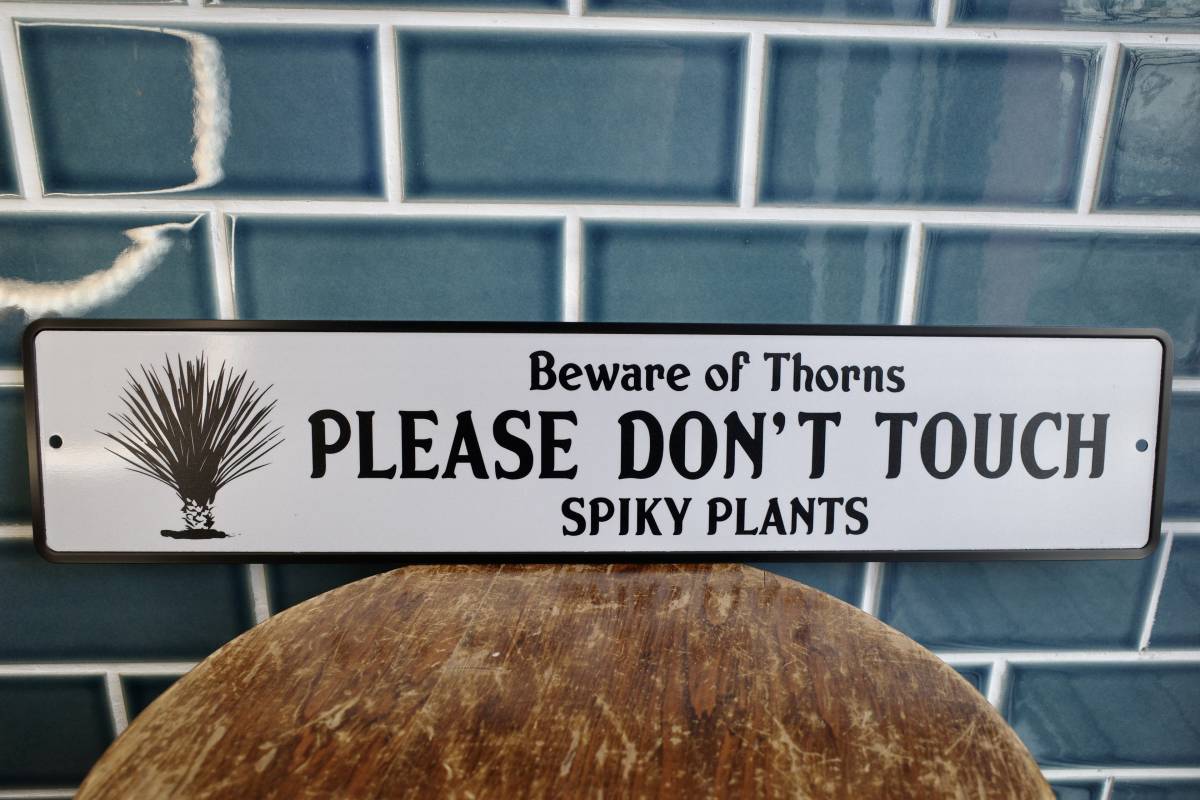 Beware of Thorns
PLEASE DON'T TOUCH
SPIKY PLANTS